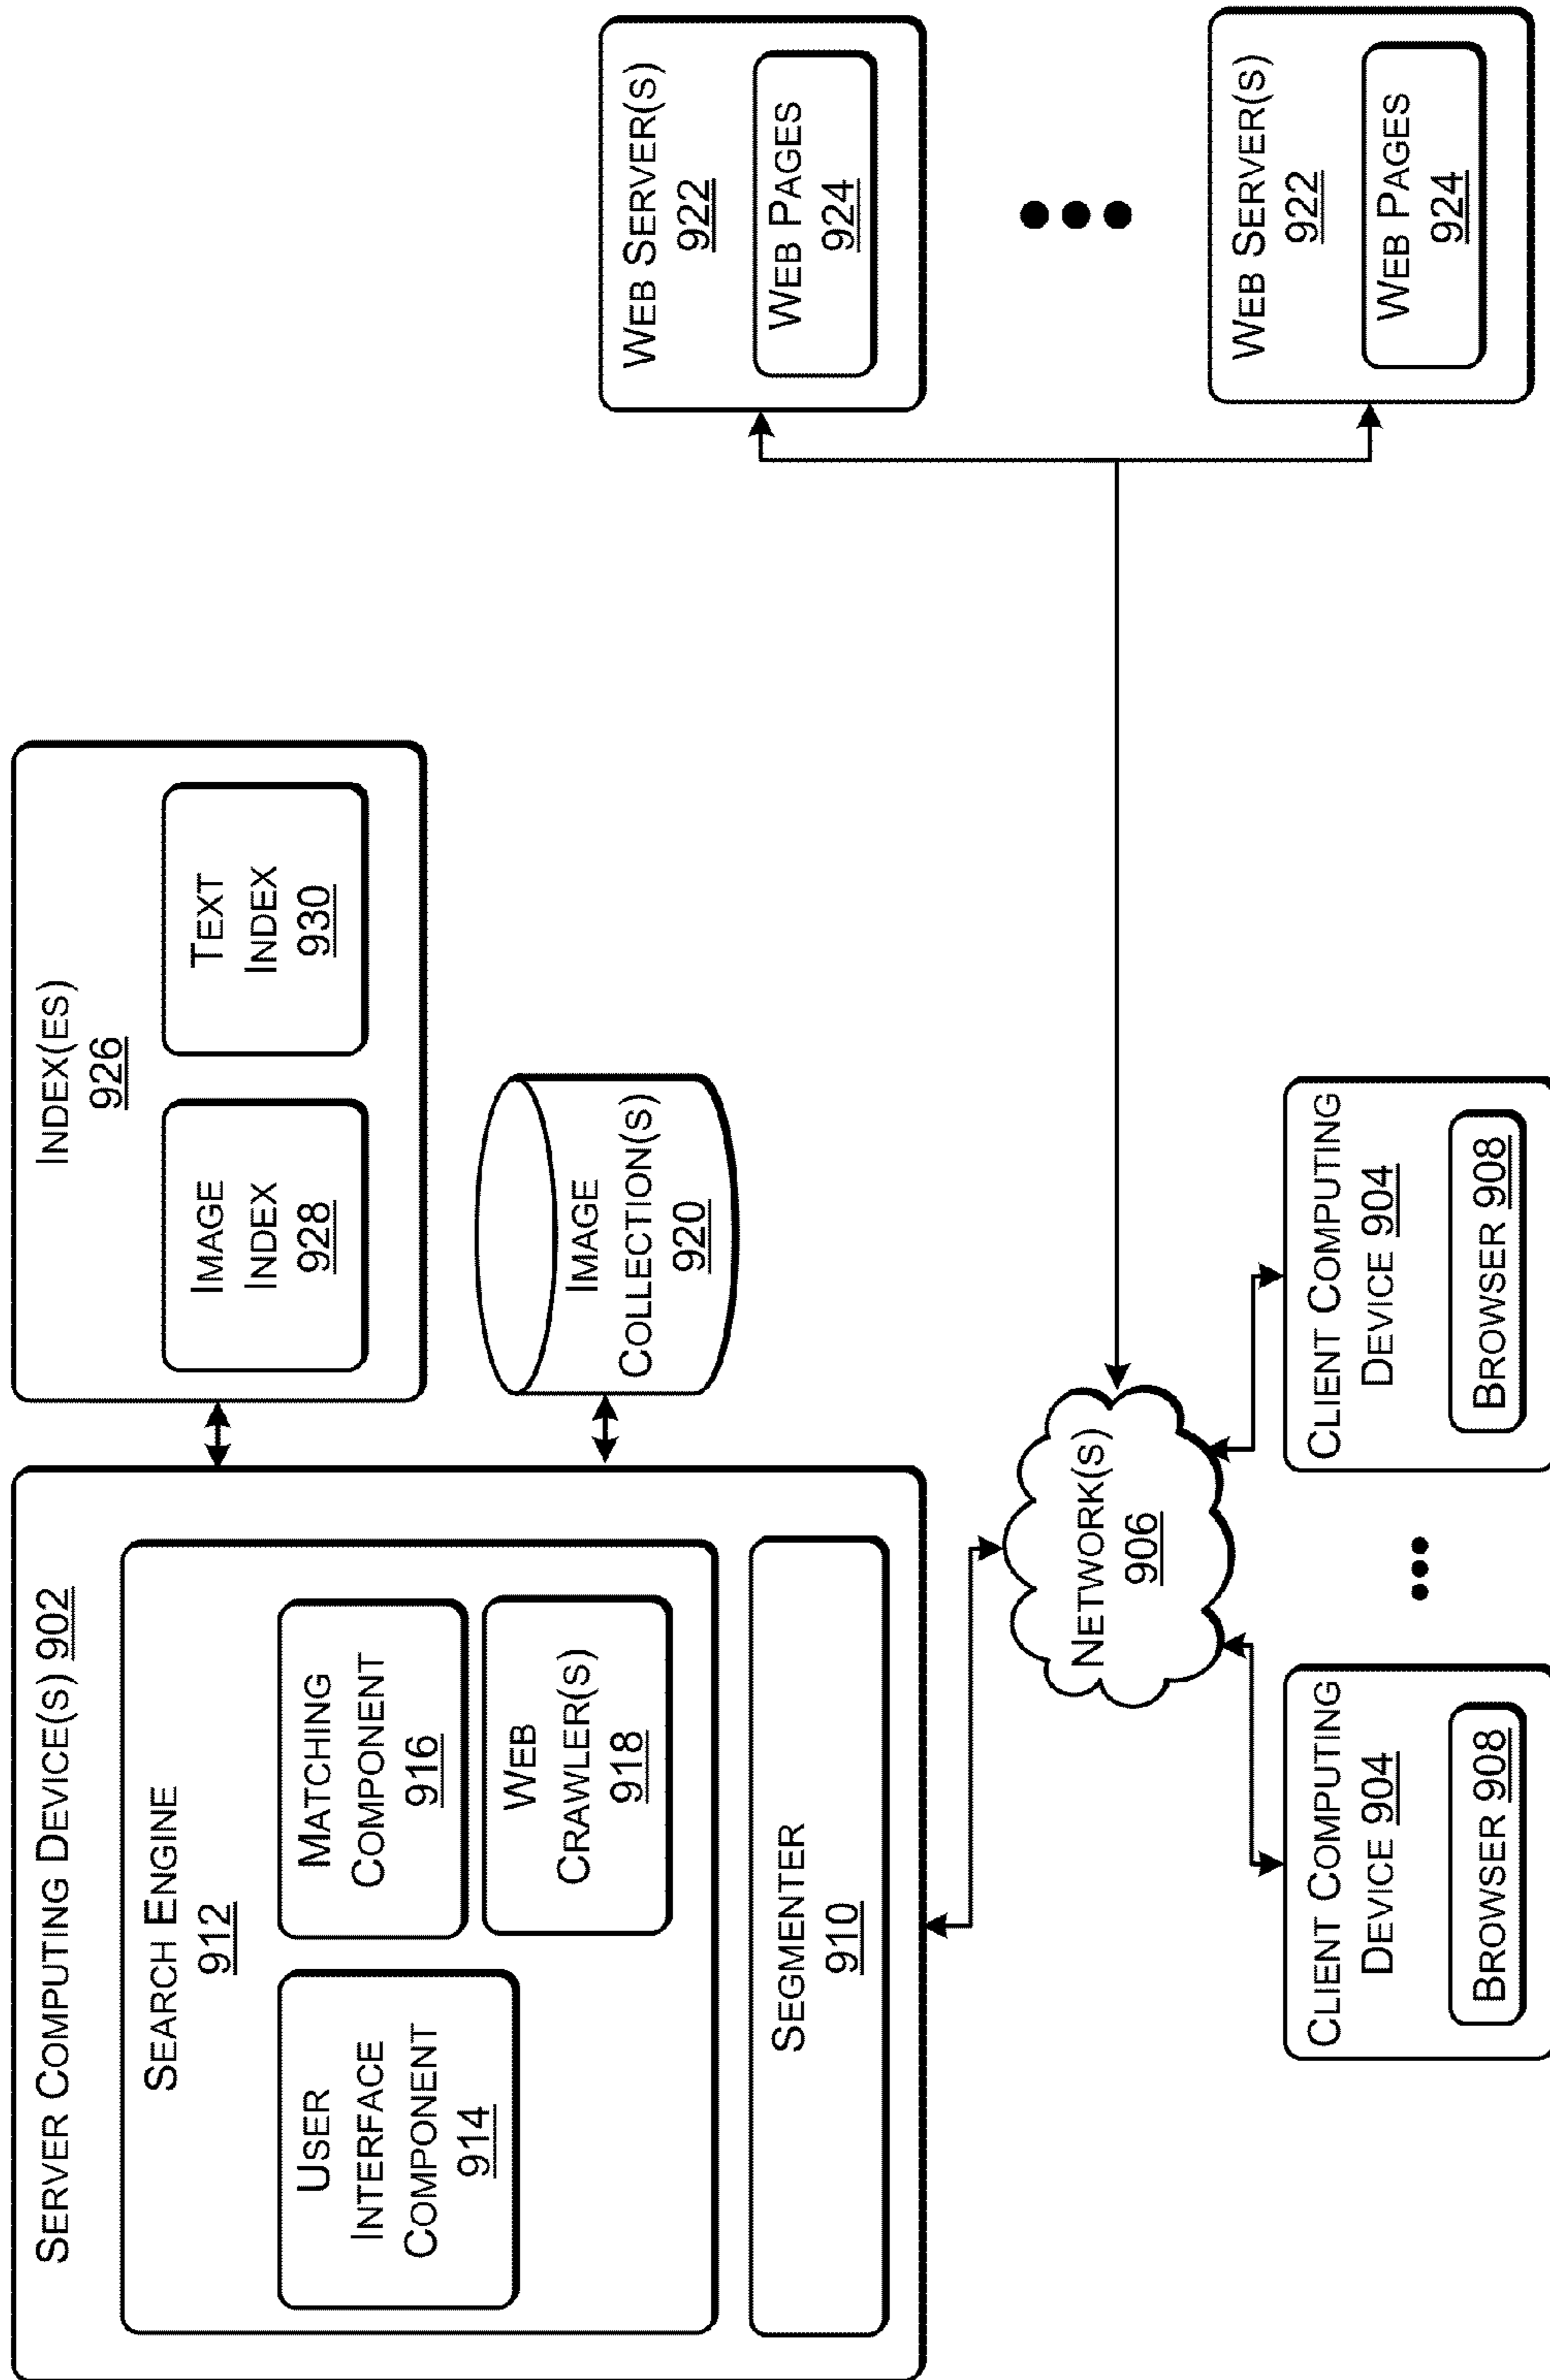 SERVER COMPUTING DEVICE(S) 902
SEARCH ENGINE
912
USER
INTERFACE
COMPONENT
914
MATCHING
COMPONENT
916
WEB
CRAWLER(S)
918
SEGMENTER
910
INDEX(ES)
926
IMAGE
INDEX
928
TEXT
INDEX
930
IMAGE
COLLECTION(S)
920
NETWORK(S)
906
WEB SERVER(S)
922
WEB PAGES
924
WEB SERVER(S)
922
WEB PAGES
924
CLIENT COMPUTING
DEVICE 904
BROWSER 908
CLIENT COMPUTING
DEVICE 904
BROWSER 908